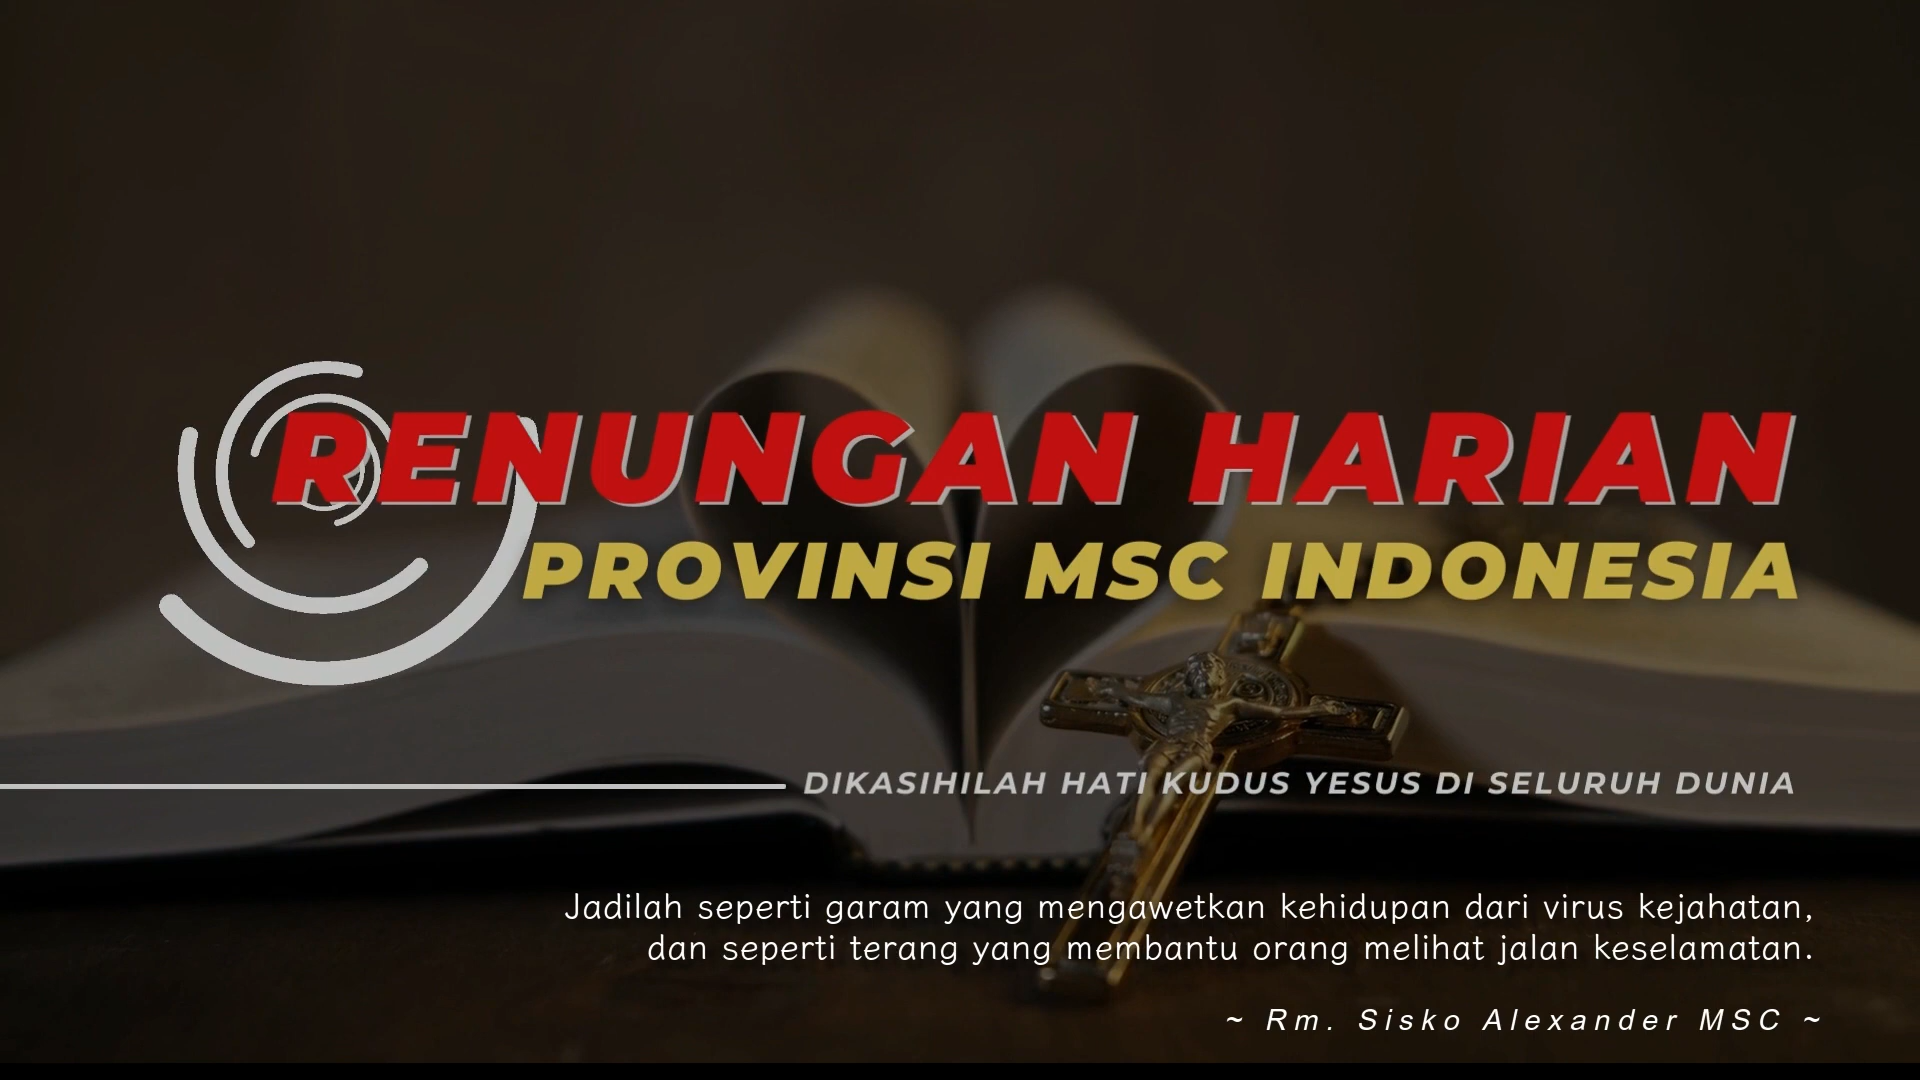 RENUNGAN HARIAN
PROVINSI MSC INDONESIA
DIKASIHILAH HATI KUDUS YESUS DI SELURUH DUNIA
Jadilah seperti garam yang mengawetkan kehidupan dari virus kejahatan,
dan seperti terang yang membantu orang melihat jalan keselamatan.
~ Rm. Sisko Alexander MSC ~